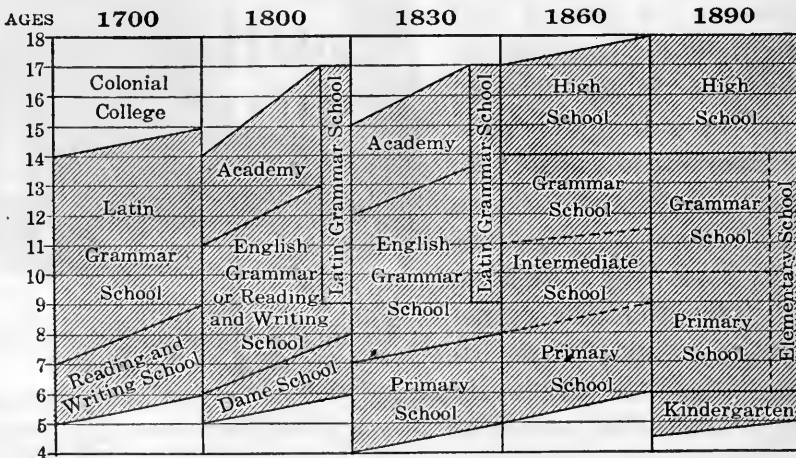 AGES 1700 1800 1830 1860 1890
18
17
16
15
14
13
12
11
10
9
8
7
6
5
4
Colonial
College
Latin
Grammar
School
Reading and
Writing School
Academy
English
Grammar
or Reading
and Writing
School
Dame School
Latin Grammar School
Academy
English
Grammar
School
Primary
School
Latin Grammar School
High
School
Grammar
School
Intermediate
School
Primary
School
High
School
Grammar
School
Primary
School
Elementary School
Kindergarten